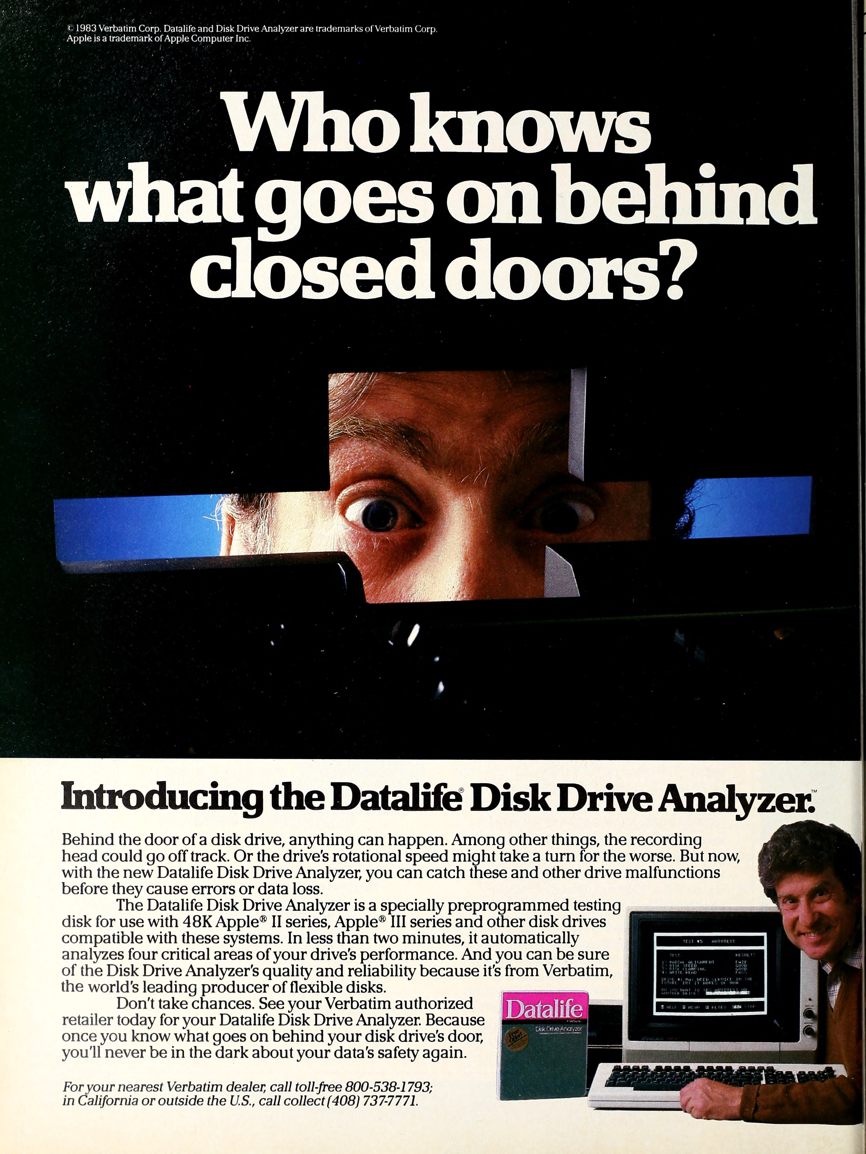 © 1983 Verbatim Corp. Datalife and Disk Drive Analyzer are trademarks of Verbatim Corp.
Apple is a trademark of Apple Computer Inc.
Who knows
what goes on behind
closed doors?
Introducing the Datalife® Disk Drive Analyzer.™
Behind the door of a disk drive, anything can happen. Among other things, the recording
head could go off track. Or the drive's rotational speed might take a turn for the worse. But now,
with the new Datalife Disk Drive Analyzer, you can catch these and other drive malfunctions
before they cause errors or data loss.
The Datalife Disk Drive Analyzer is a specially preprogrammed testing
disk for use with 48K Apple® II series, Apple® III series and other disk drives
compatible with these systems. In less than two minutes, it automatically
analyzes four critical areas of your drive's performance. And you can be sure
of the Disk Drive Analyzer's quality and reliability because it's from Verbatim,
the world's leading producer of flexible disks.
Don't take chances. See your Verbatim authorized
retailer today for your Datalife Disk Drive Analyzer. Because
once you know what goes on behind your disk drive's door,
you'll never be in the dark about your data's safety again.
For your nearest Verbatim dealer, call toll-free 800-538-1793;
in California or outside the U.S., call collect (408) 737-7771.
Datalife
Disk Drive Analyzer